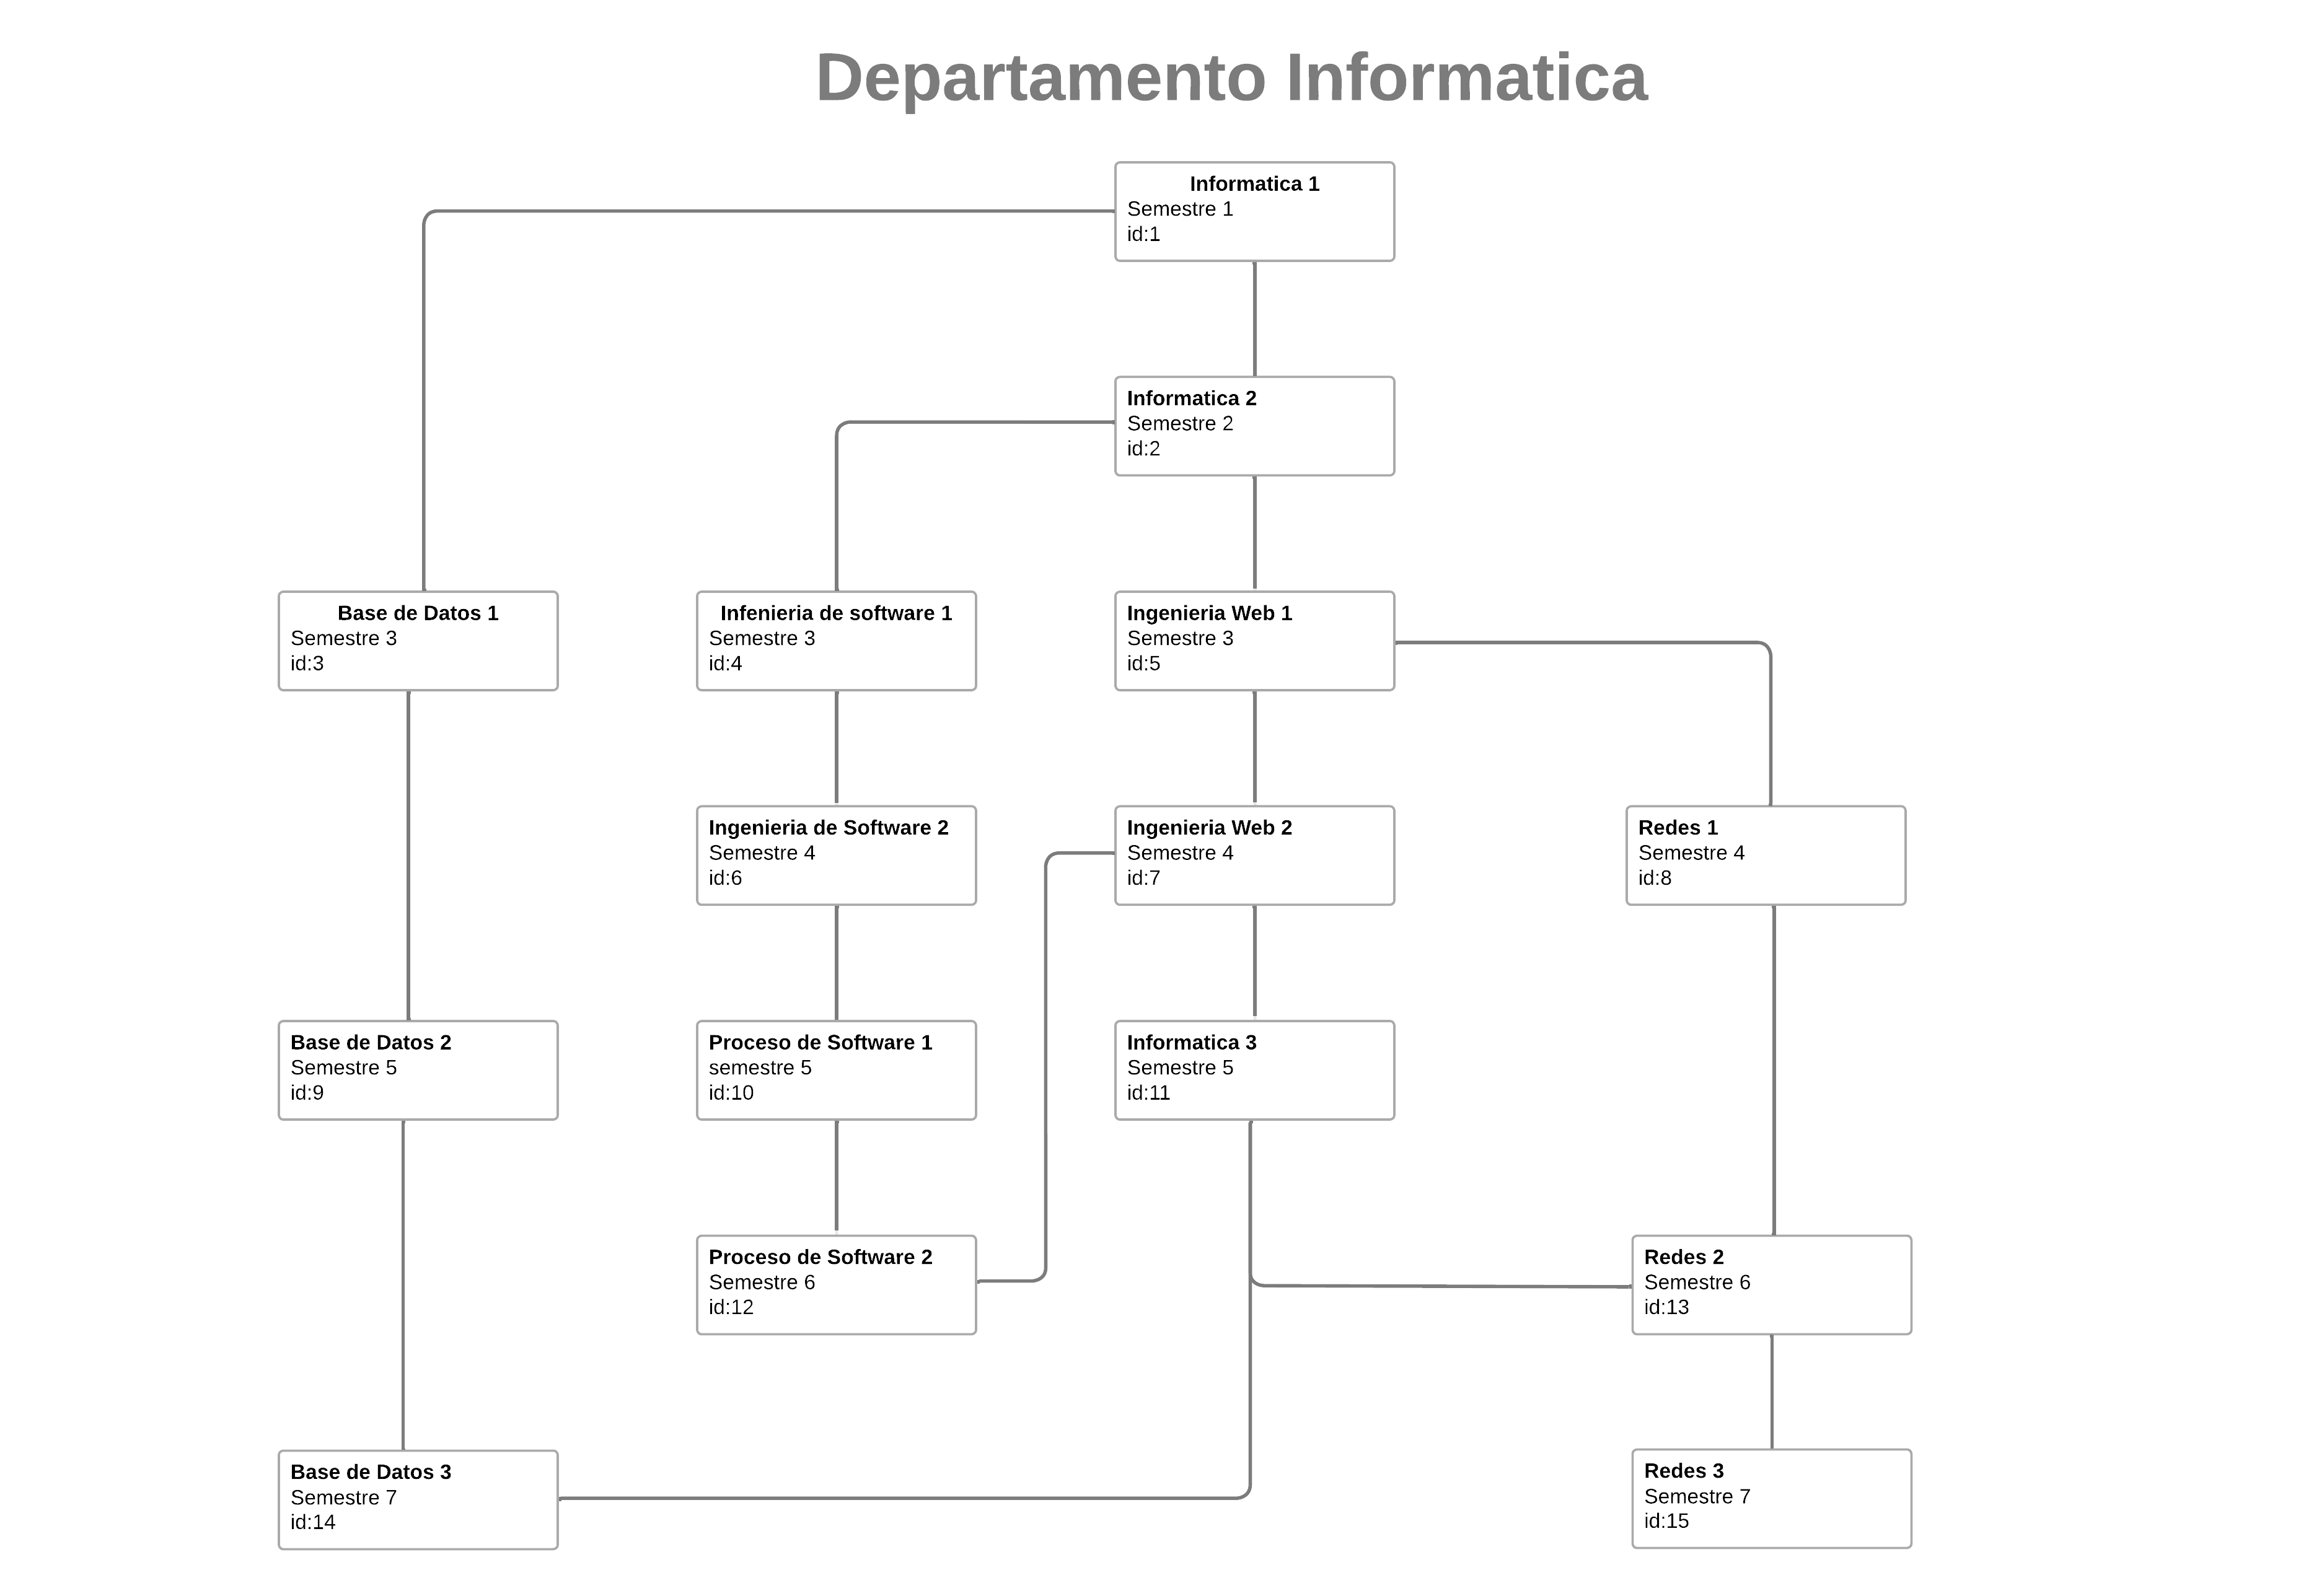 Departamento Informatica
Informatica 1
Semestre 1
id:1
Informatica 2
Semestre 2
id:2
Base de Datos 1
Semestre 3
id:3
Infenieria de software 1
Semestre 3
id:4
Ingenieria Web 1
Semestre 3
id:5
Ingenieria de Software 2
Semestre 4
id:6
Ingenieria Web 2
Semestre 4
id:7
Redes 1
Semestre 4
id:8
Base de Datos 2
Semestre 5
id:9
Proceso de Software 1
semestre 5
id:10
Informatica 3
Semestre 5
id:11
Proceso de Software 2
Semestre 6
id:12
Redes 2
Semestre 6
id:13
Base de Datos 3
Semestre 7
id:14
Redes 3
Semestre 7
id:15